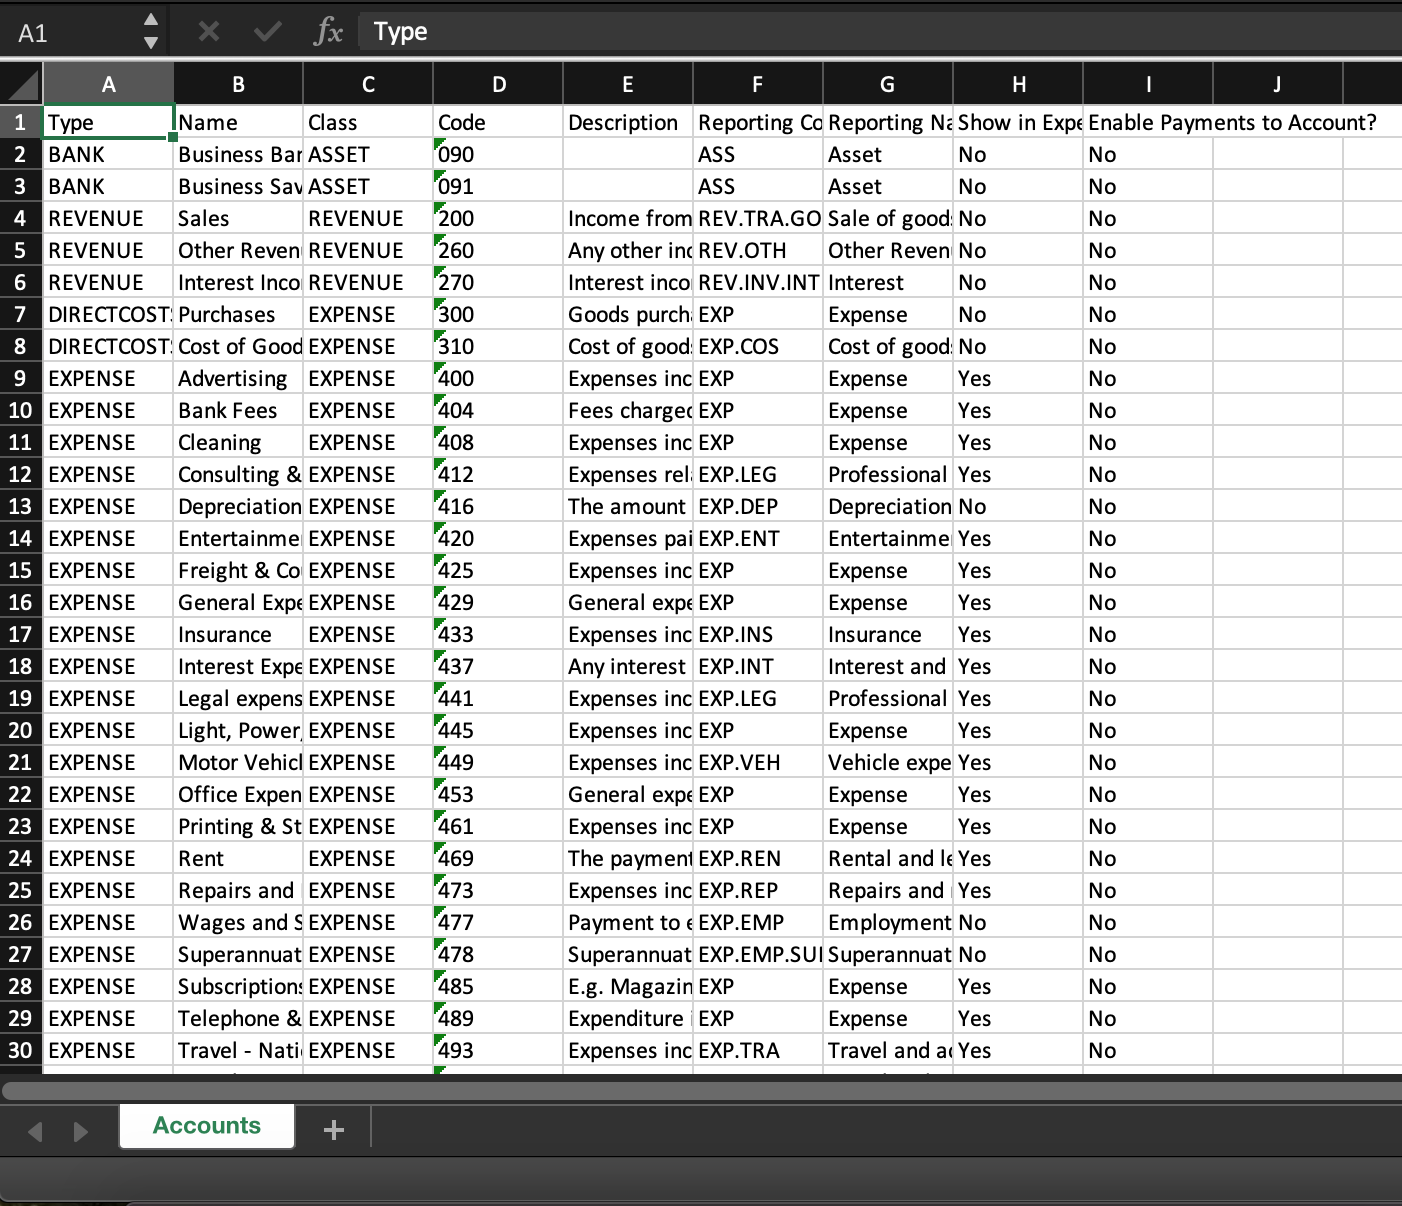 A1 fx Type
A B C D E F G H I J
1 Type Name Class Code Description Reporting Co Reporting Na Show in Expe Enable Payments to Account?
2 BANK Business Bar ASSET 090 ASS Asset No No
3 BANK Business Sav ASSET 091 ASS Asset No No
4 REVENUE Sales REVENUE 200 Income from REV.TRA.GO Sale of good No No
5 REVENUE Other Reven REVENUE 260 Any other inc REV.OTH Other Reven No No
6 REVENUE Interest Inco REVENUE 270 Interest inco REV.INV.INT Interest No No
7 DIRECTCOST Purchases EXPENSE 300 Goods purch EXP Expense No No
8 DIRECTCOST Cost of Good EXPENSE 310 Cost of good EXP.COS Cost of good No No
9 EXPENSE Advertising EXPENSE 400 Expenses inc EXP Expense Yes No
10 EXPENSE Bank Fees EXPENSE 404 Fees charged EXP Expense Yes No
11 EXPENSE Cleaning EXPENSE 408 Expenses inc EXP Expense Yes No
12 EXPENSE Consulting & EXPENSE 412 Expenses rel EXP.LEG Professional Yes No
13 EXPENSE Depreciation EXPENSE 416 The amount EXP.DEP Depreciation No No
14 EXPENSE Entertainme EXPENSE 420 Expenses pai EXP.ENT Entertainme Yes No
15 EXPENSE Freight & Co EXPENSE 425 Expenses inc EXP Expense Yes No
16 EXPENSE General Expe EXPENSE 429 General expe EXP Expense Yes No
17 EXPENSE Insurance EXPENSE 433 Expenses inc EXP.INS Insurance Yes No
18 EXPENSE Interest Expe EXPENSE 437 Any interest EXP.INT Interest and Yes No
19 EXPENSE Legal expens EXPENSE 441 Expenses inc EXP.LEG Professional Yes No
20 EXPENSE Light, Power, EXPENSE 445 Expenses inc EXP Expense Yes No
21 EXPENSE Motor Vehicl EXPENSE 449 Expenses inc EXP.VEH Vehicle expe Yes No
22 EXPENSE Office Expen EXPENSE 453 General expe EXP Expense Yes No
23 EXPENSE Printing & St EXPENSE 461 Expenses inc EXP Expense Yes No
24 EXPENSE Rent EXPENSE 469 The payment EXP.REN Rental and le Yes No
25 EXPENSE Repairs and EXPENSE 473 Expenses inc EXP.REP Repairs and Yes No
26 EXPENSE Wages and S EXPENSE 477 Payment to e EXP.EMP Employment No No
27 EXPENSE Superannuat EXPENSE 478 Superannuat EXP.EMP.SU Superannuat No No
28 EXPENSE Subscriptions EXPENSE 485 E.g. Magazin EXP Expense Yes No
29 EXPENSE Telephone & EXPENSE 489 Expenditure EXP Expense Yes No
30 EXPENSE Travel - Nati EXPENSE 493 Expenses inc EXP.TRA Travel and ac Yes No
Accounts